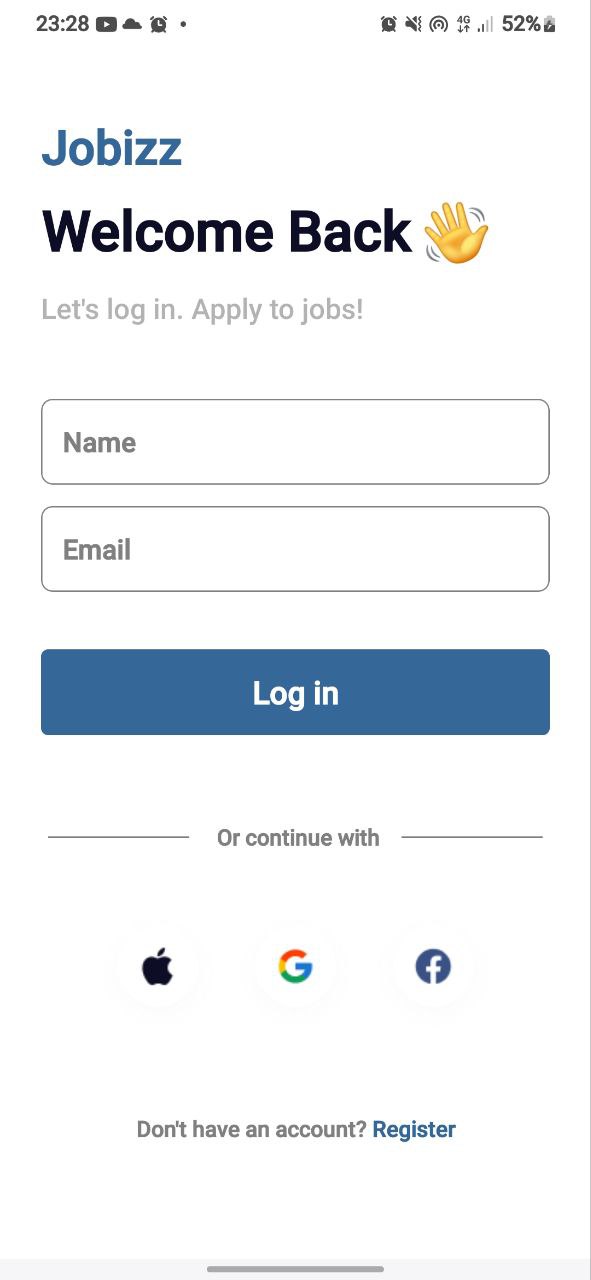 23:28
4G
52%
Jobizz
Welcome Back 👋
Let's log in. Apply to jobs!
Name
Email
Log in
Or continue with
Don't have an account? Register